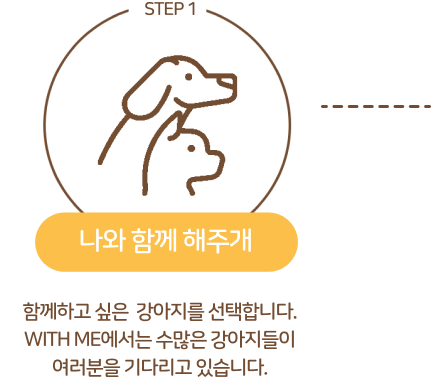 STEP 1
나와 함께 해주개
함께하고 싶은 강아지를 선택합니다.
WITH ME에서는 수많은 강아지들이
여러분을 기다리고 있습니다.